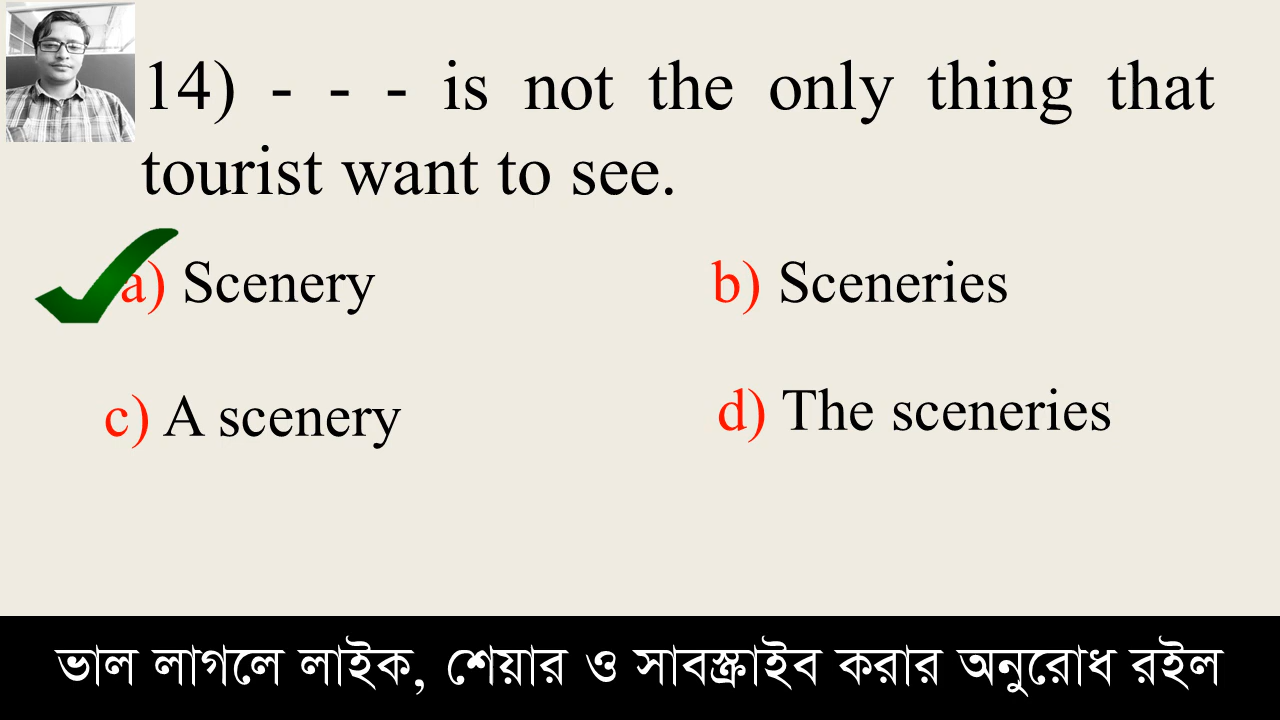 14) - - - is not the only thing that
tourist want to see.
a) Scenery
b) Sceneries
c) A scenery
d) The sceneries
ভাল লাগলে লাইক, শেয়ার ও সাবস্ক্রাইব করার অনুরোধ রইল